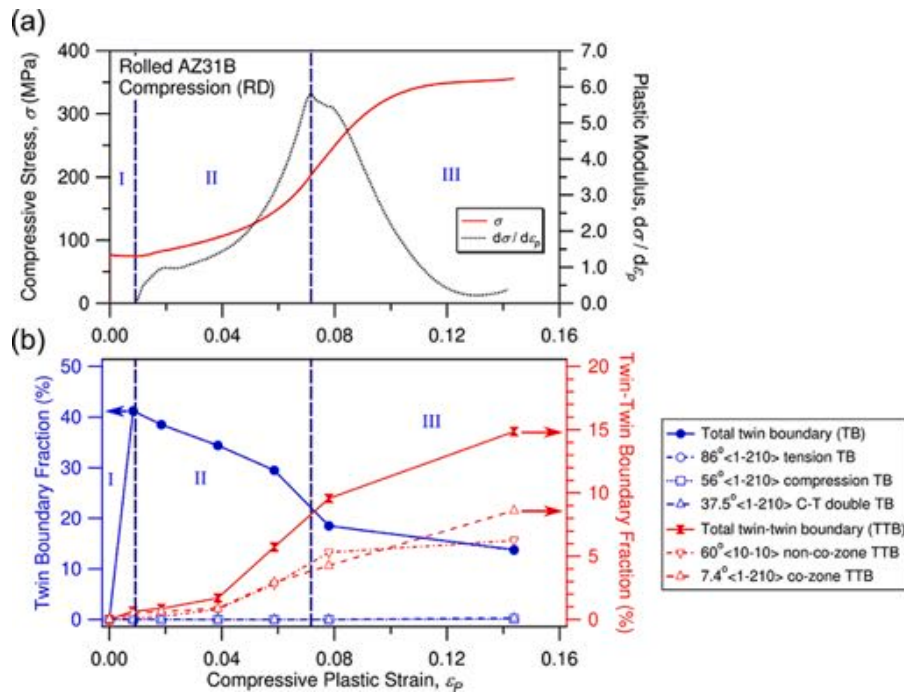 (a)
400
300
200
100
0
Compressive Stress, σ (MPa)
Rolled AZ31B
Compression (RD)
I
II
III
σ
dσ/dεp
7.0
6.0
5.0
4.0
3.0
2.0
1.0
0.0
Plastic Modulus, dσ/dεp
0.00
0.04
0.08
0.12
0.16
(b)
50
40
30
20
10
0
Twin Boundary Fraction (%)
I
II
III
20
15
10
5
0
Twin-Twin Boundary Fraction (%)
0.00
0.04
0.08
0.12
0.16
Compressive Plastic Strain, εP
Total twin boundary (TB)
86°<1-210> tension TB
56°<1-210> compression TB
37.5°<1-210> C-T double TB
Total twin-twin boundary (TTB)
60°<10-10> non-co-zone TTB
7.4°<1-210> co-zone TTB